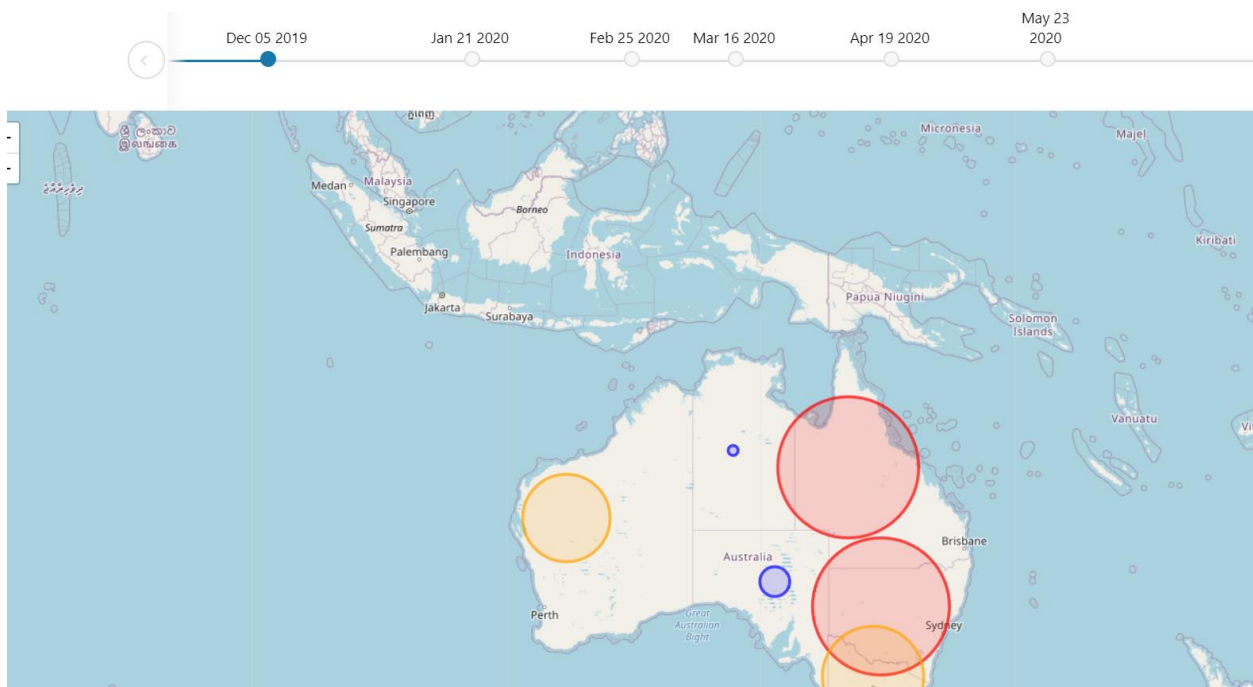 May 23
Dec 05 2019
Jan 21 2020
Feb 25 2020
Mar 16 2020
Apr 19 2020
2020
ශ්‍රී ලංකාව
இலங்கை
Micronesia
Majeḷ
ދިވެހިރާއްޖެ
Medan
Malaysia
Singapore
Borneo
Sumatra
Kiribati
Palembang
Indonesia
Papua Niugini
Jakarta
Surabaya
Solomon
Islands
Vanuatu
Vi
Brisbane
Australia
Perth
Great
Australian
Bight
Sydney